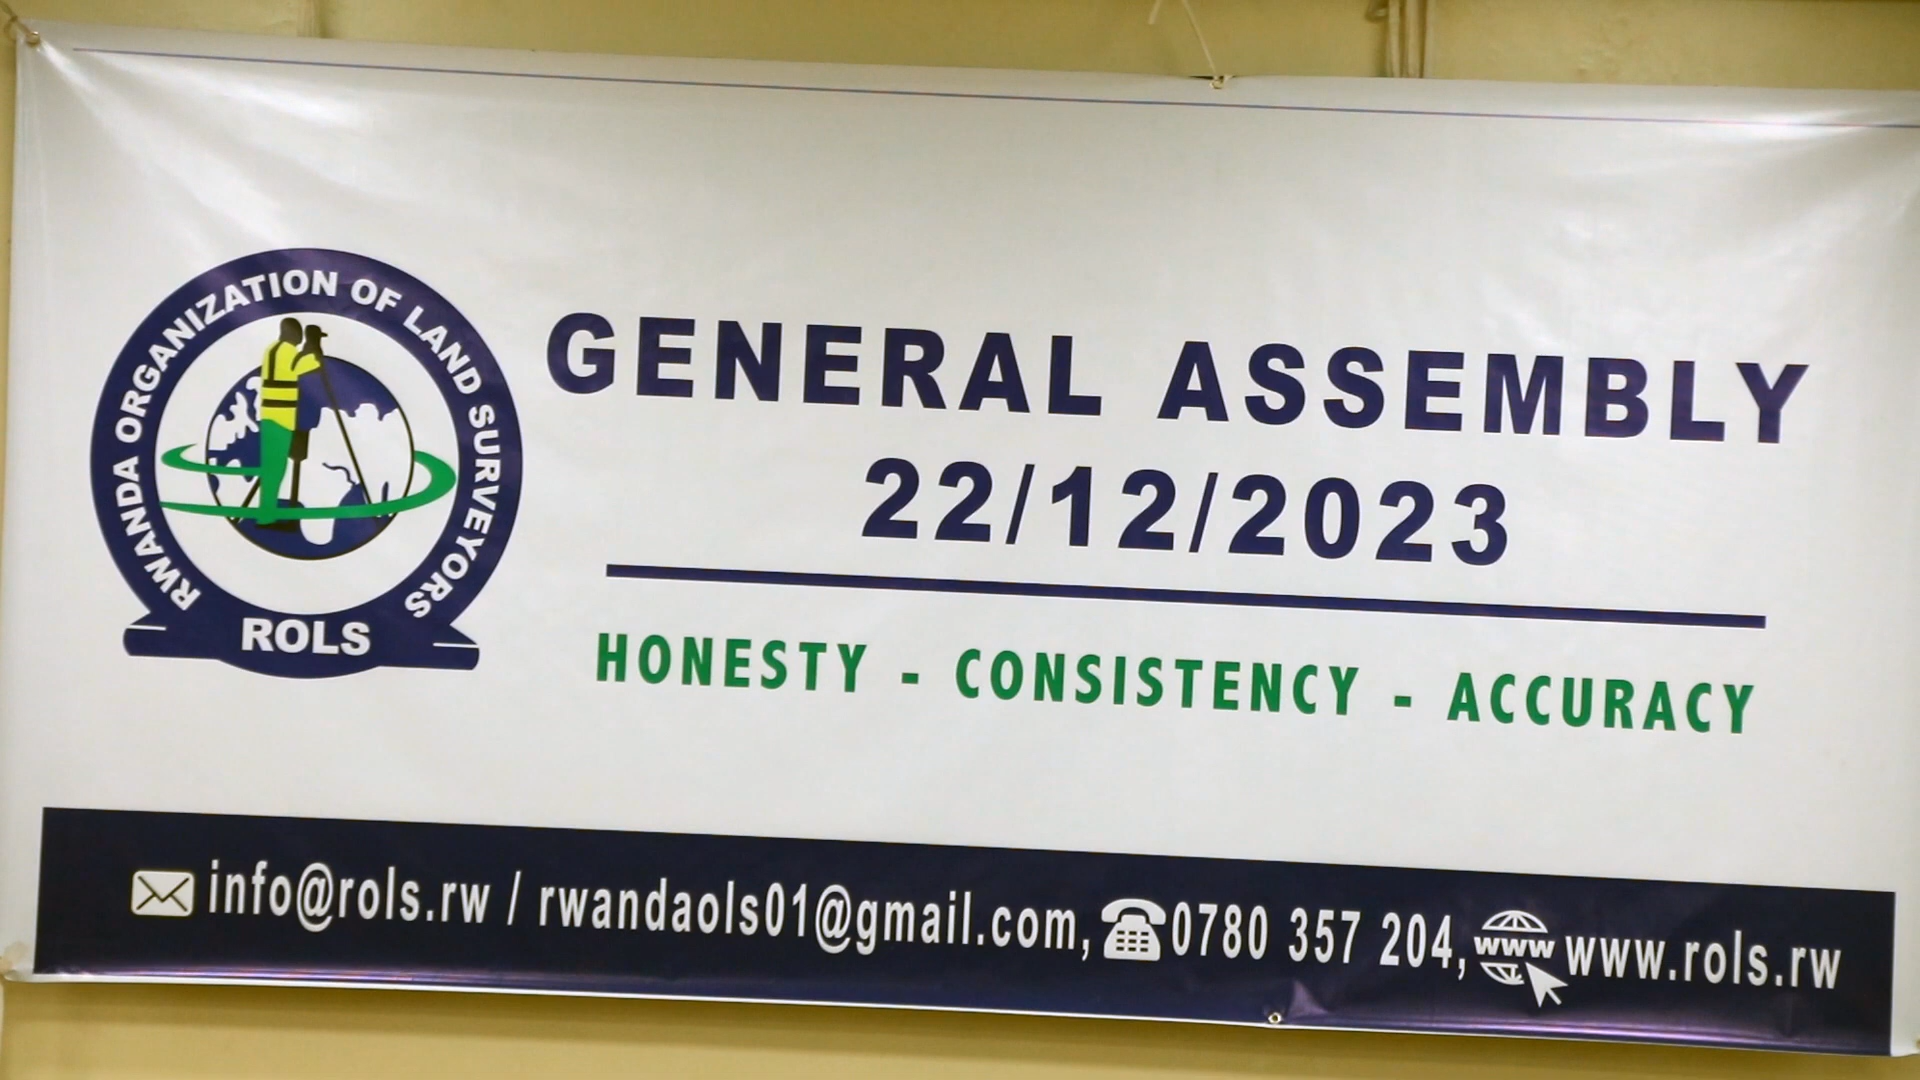 RWANDA ORGANIZATION OF LAND SURVEYORS
ROLS
GENERAL ASSEMBLY
22/12/2023
HONESTY - CONSISTENCY - ACCURACY
info@rols.rw / rwandaols01@gmail.com, 0780 357 204, www www.rols.rw